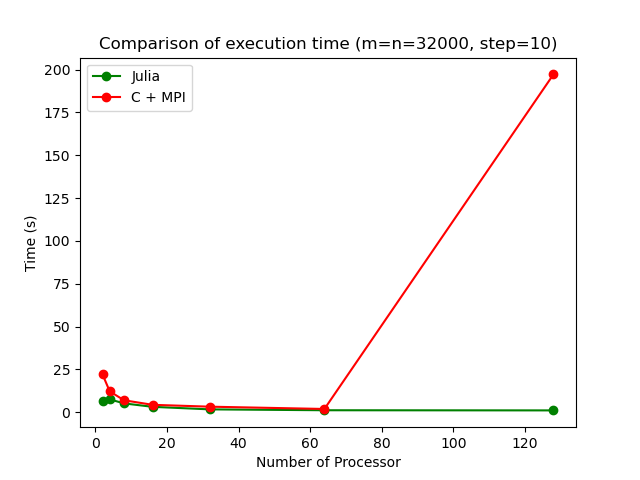 Comparison of execution time (m=n=32000, step=10)
Julia
C + MPI
Time (s)
200
175
150
125
100
75
50
25
0
0 20 40 60 80 100 120
Number of Processor